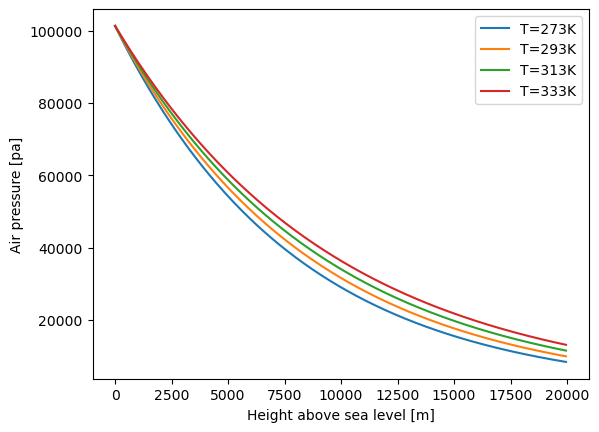 100000
80000
60000
40000
20000
Air pressure [pa]
T=273K
T=293K
T=313K
T=333K
0 2500 5000 7500 10000 12500 15000 17500 20000
Height above sea level [m]